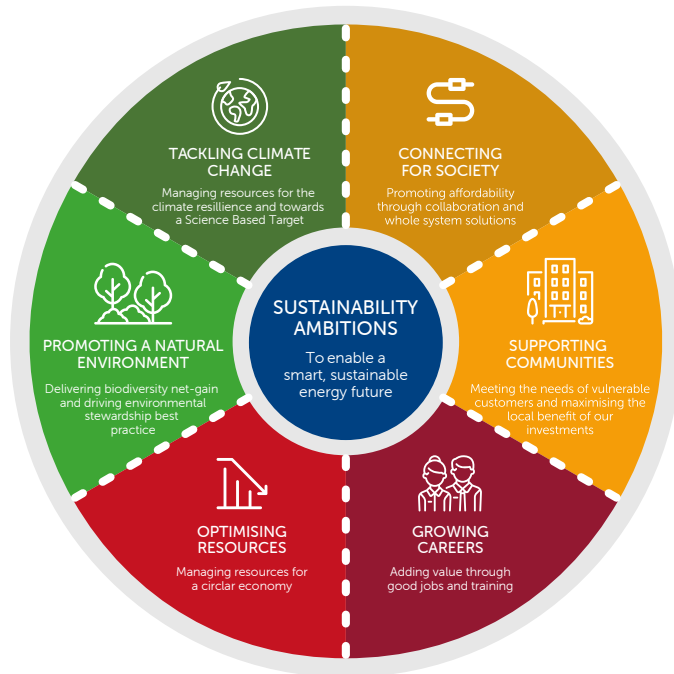 TACKLING CLIMATE
CHANGE
Managing resources for the
climate resillience and towards
a Science Based Target
CONNECTING
FOR SOCIETY
Promoting affordability
through collaboration and
whole system solutions
PROMOTING A NATURAL
ENVIRONMENT
Delivering biodiversity net-gain
and driving environmental
stewardship best
practice
SUSTAINABILITY
AMBITIONS
To enable a
smart, sustainable
energy future
SUPPORTING
COMMUNITIES
Meeting the needs of vulnerable
customers and maximising the
local benefit of our
investments
OPTIMISING
RESOURCES
Managing resources for
a circlar economy
GROWING
CAREERS
Adding value through
good jobs and training